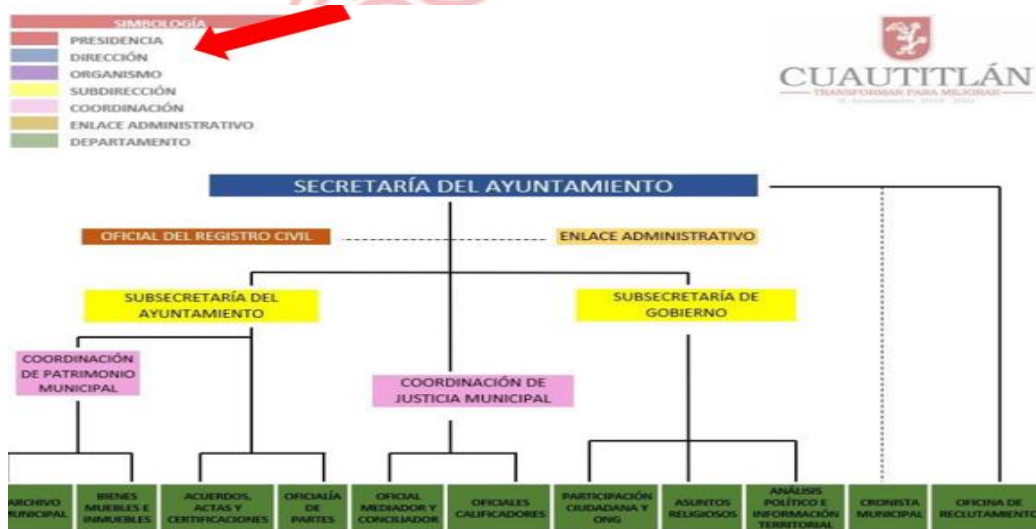 SIMBOLOGÍA
PRESIDENCIA
DIRECCIÓN
ORGANISMO
SUBDIRECCIÓN
COORDINACIÓN
ENLACE ADMINISTRATIVO
DEPARTAMENTO
CUAUTITLÁN
TRANSFORMAR PARA MEJORAR
SECRETARÍA DEL AYUNTAMIENTO
OFICIAL DEL REGISTRO CIVIL
ENLACE ADMINISTRATIVO
SUBSECRETARÍA DEL
AYUNTAMIENTO
SUBSECRETARÍA DE
GOBIERNO
COORDINACIÓN
DE PATRIMONIO
MUNICIPAL
COORDINACIÓN DE
JUSTICIA MUNICIPAL
ARCHIVO
MUNICIPAL
BIENES
MUEBLES E
INMUEBLES
ACUERDOS,
ACTAS Y
CERTIFICACIONES
OFICIALÍA
DE
PARTES
OFICIAL
MEDIADOR Y
CONCILIADOR
OFICIALES
CALIFICADORES
PARTICIPACIÓN
CIUDADANA Y
ONG
ASUNTOS
RELIGIOSOS
ANÁLISIS
POLÍTICO E
INFORMACIÓN
TERRITORIAL
CRONISTA
MUNICIPAL
OFICINA DE
RECLUTAMIENTO